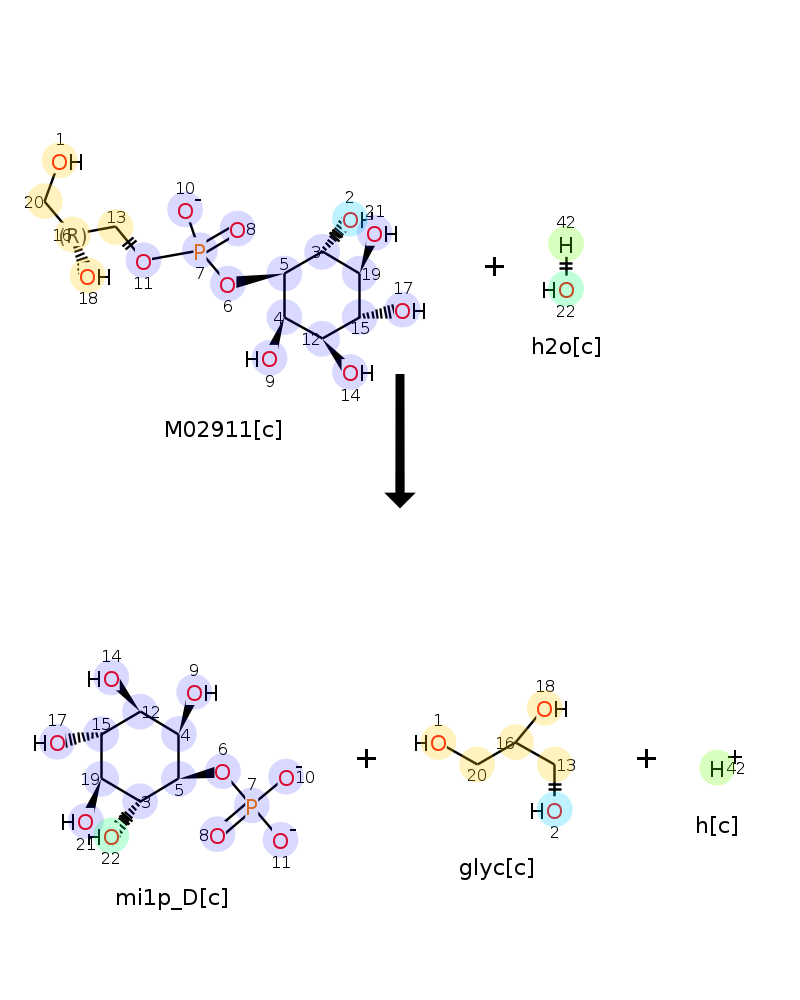 1
OH
20
16
(R)
13
OH
18
O
11
10
O-
P
7
O
8
O
6
2
OH
21
OH
3
5
19
17
OH
4
15
12
HO
9
OH
14
M02911[c]
+
42
H
HO
22
h2o[c]
14
HO
9
OH
12
17
HO
15
4
19
3
5
6
O
7
P
O-
10
8
O
O-
11
HO
21
HO
22
mi1p_D[c]
+
1
HO
20
16
18
OH
13
HO
2
glyc[c]
+
H+
42
h[c]